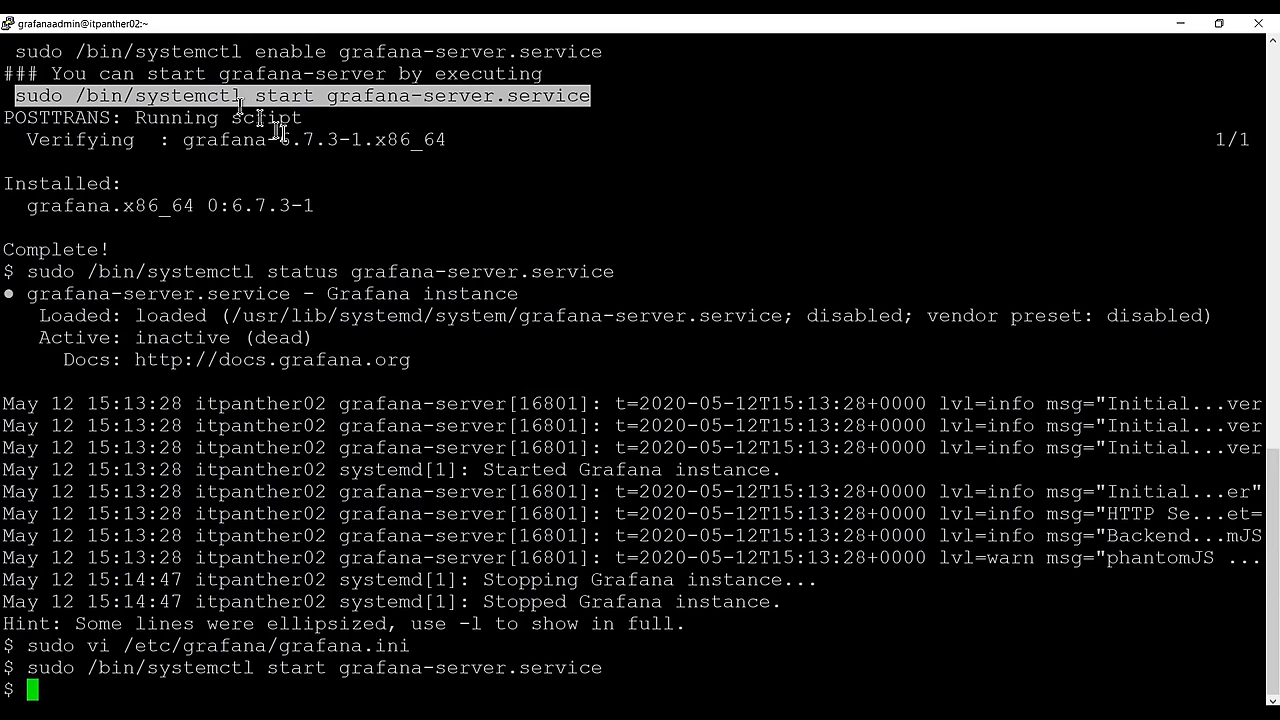 grafanaadmin@itpanther02:~
sudo /bin/systemctl enable grafana-server.service
### You can start grafana-server by executing
sudo /bin/systemctl start grafana-server.service
POSTTRANS: Running script
Verifying : grafana-6.7.3-1.x86_64 1/1
Installed:
grafana.x86_64 0:6.7.3-1
Complete!
$ sudo /bin/systemctl status grafana-server.service
● grafana-server.service - Grafana instance
Loaded: loaded (/usr/lib/systemd/system/grafana-server.service; disabled; vendor preset: disabled)
Active: inactive (dead)
Docs: http://docs.grafana.org
May 12 15:13:28 itpanther02 grafana-server[16801]: t=2020-05-12T15:13:28+0000 lvl=info msg="Initial...ver
May 12 15:13:28 itpanther02 grafana-server[16801]: t=2020-05-12T15:13:28+0000 lvl=info msg="Initial...ver
May 12 15:13:28 itpanther02 grafana-server[16801]: t=2020-05-12T15:13:28+0000 lvl=info msg="Initial...ver
May 12 15:13:28 itpanther02 systemd[1]: Started Grafana instance.
May 12 15:13:28 itpanther02 grafana-server[16801]: t=2020-05-12T15:13:28+0000 lvl=info msg="Initial...er"
May 12 15:13:28 itpanther02 grafana-server[16801]: t=2020-05-12T15:13:28+0000 lvl=info msg="HTTP Se...et=
May 12 15:13:28 itpanther02 grafana-server[16801]: t=2020-05-12T15:13:28+0000 lvl=info msg="Backend...mJS
May 12 15:13:28 itpanther02 grafana-server[16801]: t=2020-05-12T15:13:28+0000 lvl=warn msg="phantomJS ...
May 12 15:14:47 itpanther02 systemd[1]: Stopping Grafana instance...
May 12 15:14:47 itpanther02 systemd[1]: Stopped Grafana instance.
Hint: Some lines were ellipsized, use -l to show in full.
$ sudo vi /etc/grafana/grafana.ini
$ sudo /bin/systemctl start grafana-server.service
$